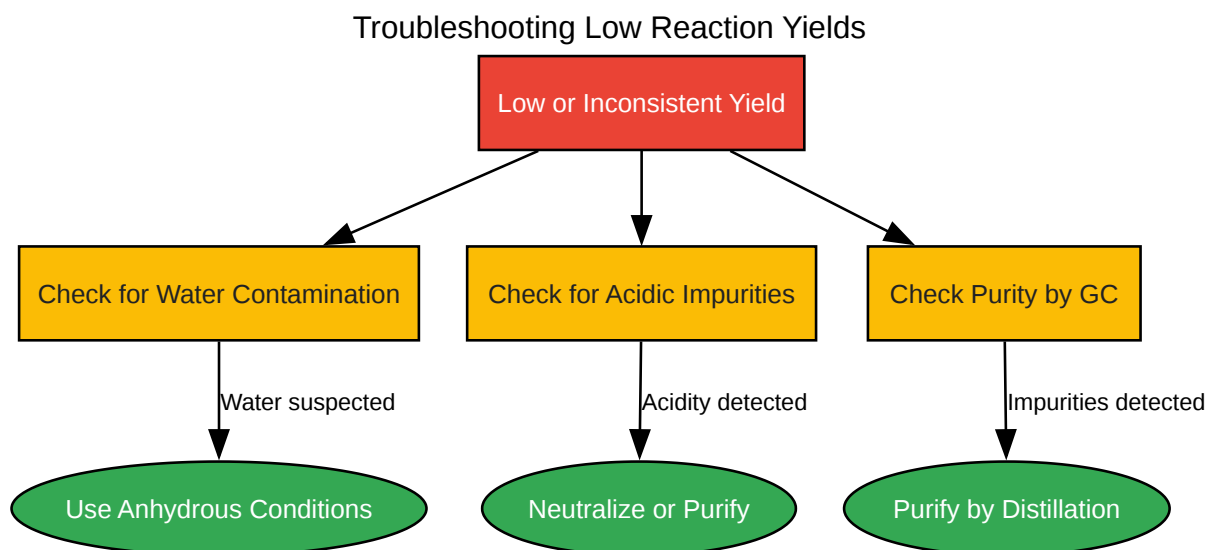 Troubleshooting Low Reaction Yields
Low or Inconsistent Yield
Check for Water Contamination
Check for Acidic Impurities
Check Purity by GC
Water suspected
Acidity detected
Impurities detected
Use Anhydrous Conditions
Neutralize or Purify
Purify by Distillation